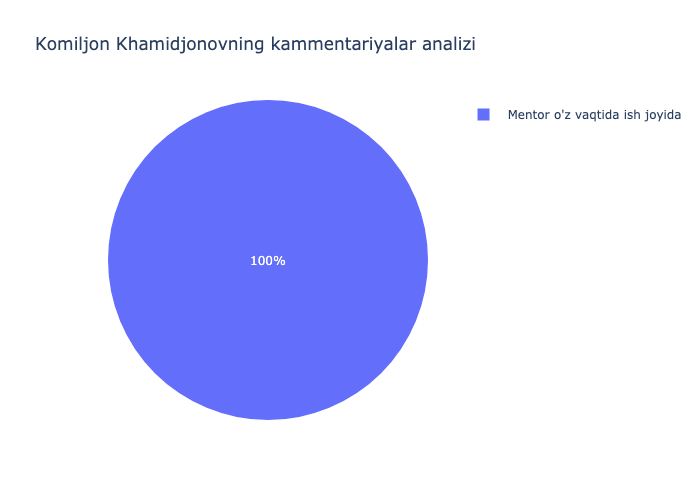 Komiljon Khamidjonovning kammentariyalar analizi
Mentor o'z vaqtida ish joyida
100%